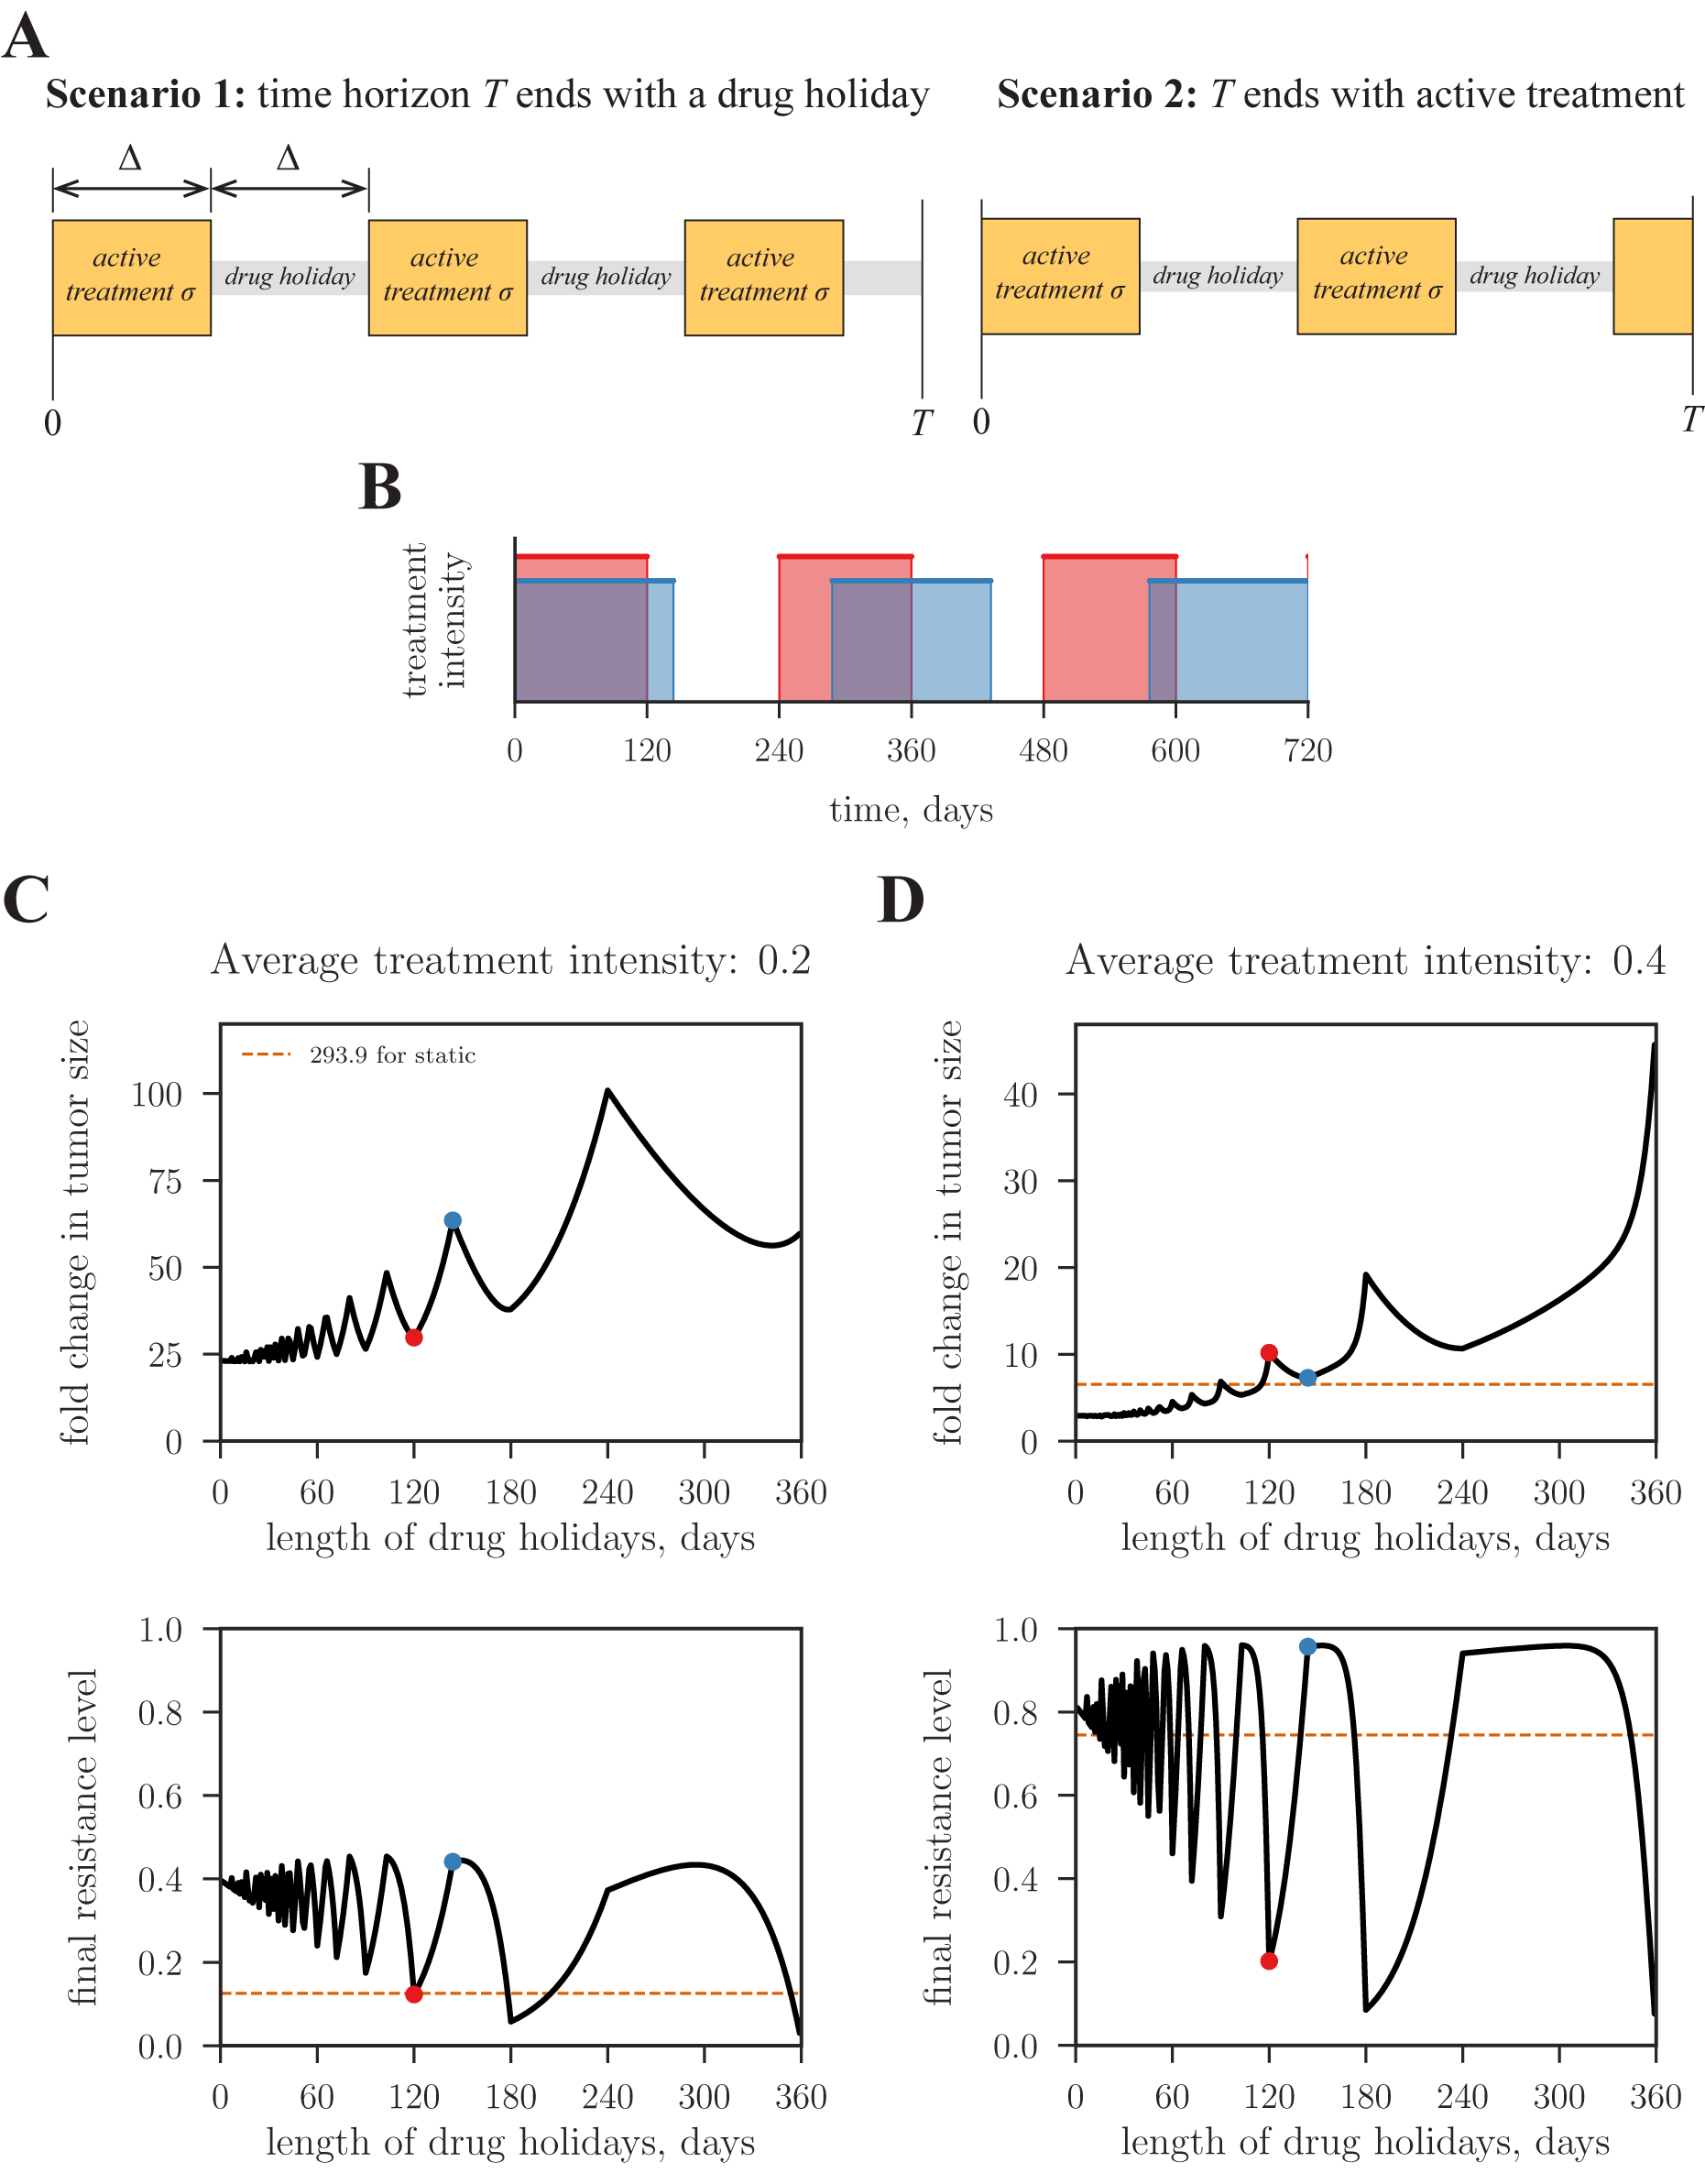 A
Scenario 1: time horizon T ends with a drug holiday
Scenario 2: T ends with active treatment
Δ Δ
active treatment σ
drug holiday
active treatment σ
drug holiday
active treatment σ
0 T
active treatment σ
drug holiday
active treatment σ
drug holiday
0 T
B
treatment
intensity
0 120 240 360 480 600 720
time, days
C
Average treatment intensity: 0.2
fold change in tumor size
293.9 for static
100
75
50
25
0
0 60 120 180 240 300 360
length of drug holidays, days
final resistance level
1.0
0.8
0.6
0.4
0.2
0.0
0 60 120 180 240 300 360
length of drug holidays, days
D
Average treatment intensity: 0.4
fold change in tumor size
40
30
20
10
0
0 60 120 180 240 300 360
length of drug holidays, days
final resistance level
1.0
0.8
0.6
0.4
0.2
0.0
0 60 120 180 240 300 360
length of drug holidays, days